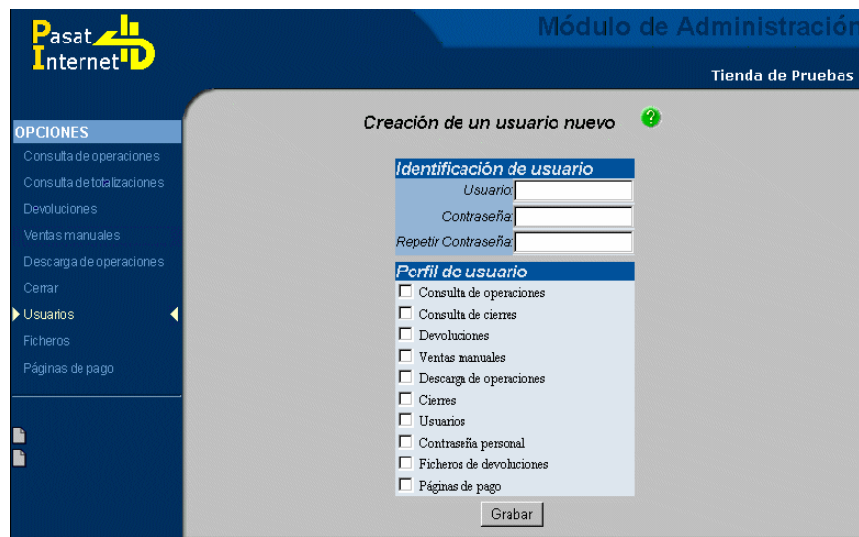 Pasat
Internet
Módulo de Administración
Tienda de Pruebas
OPCIONES
Consulta de operaciones
Consulta de totalizaciones
Devoluciones
Ventas manuales
Descarga de operaciones
Cerrar
Usuarios
Ficheros
Páginas de pago
Creación de un usuario nuevo
?
Identificación de usuario
Usuario:
Contraseña:
Repetir Contraseña:
Perfil de usuario
Consulta de operaciones
Consulta de cierres
Devoluciones
Ventas manuales
Descarga de operaciones
Cierres
Usuarios
Contraseña personal
Ficheros de devoluciones
Páginas de pago
Grabar